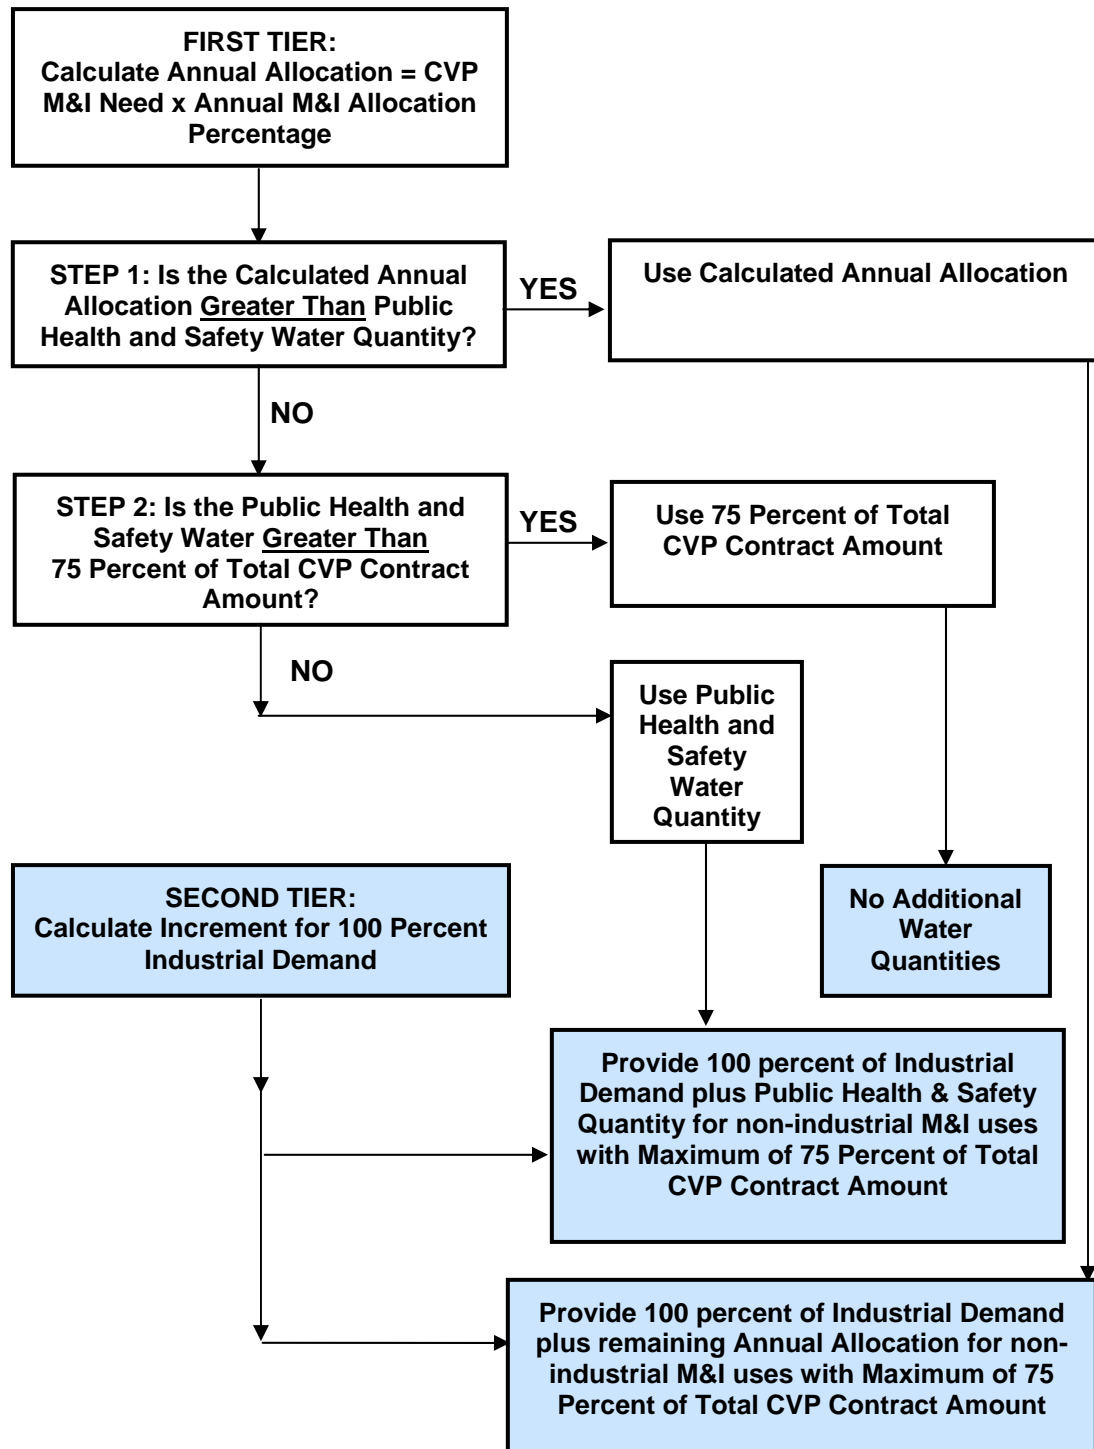 FIRST TIER:
Calculate Annual Allocation = CVP
M&I Need x Annual M&I Allocation
Percentage
STEP 1: Is the Calculated Annual
Allocation Greater Than Public
Health and Safety Water Quantity?
YES
Use Calculated Annual Allocation
NO
STEP 2: Is the Public Health and
Safety Water Greater Than
75 Percent of Total CVP Contract
Amount?
YES
Use 75 Percent of Total
CVP Contract Amount
NO
Use Public
Health and
Safety
Water
Quantity
SECOND TIER:
Calculate Increment for 100 Percent
Industrial Demand
No Additional
Water
Quantities
Provide 100 percent of Industrial
Demand plus Public Health & Safety
Quantity for non-industrial M&I uses
with Maximum of 75 Percent of Total
CVP Contract Amount
Provide 100 percent of Industrial Demand
plus remaining Annual Allocation for non-
industrial M&I uses with Maximum of 75
Percent of Total CVP Contract Amount